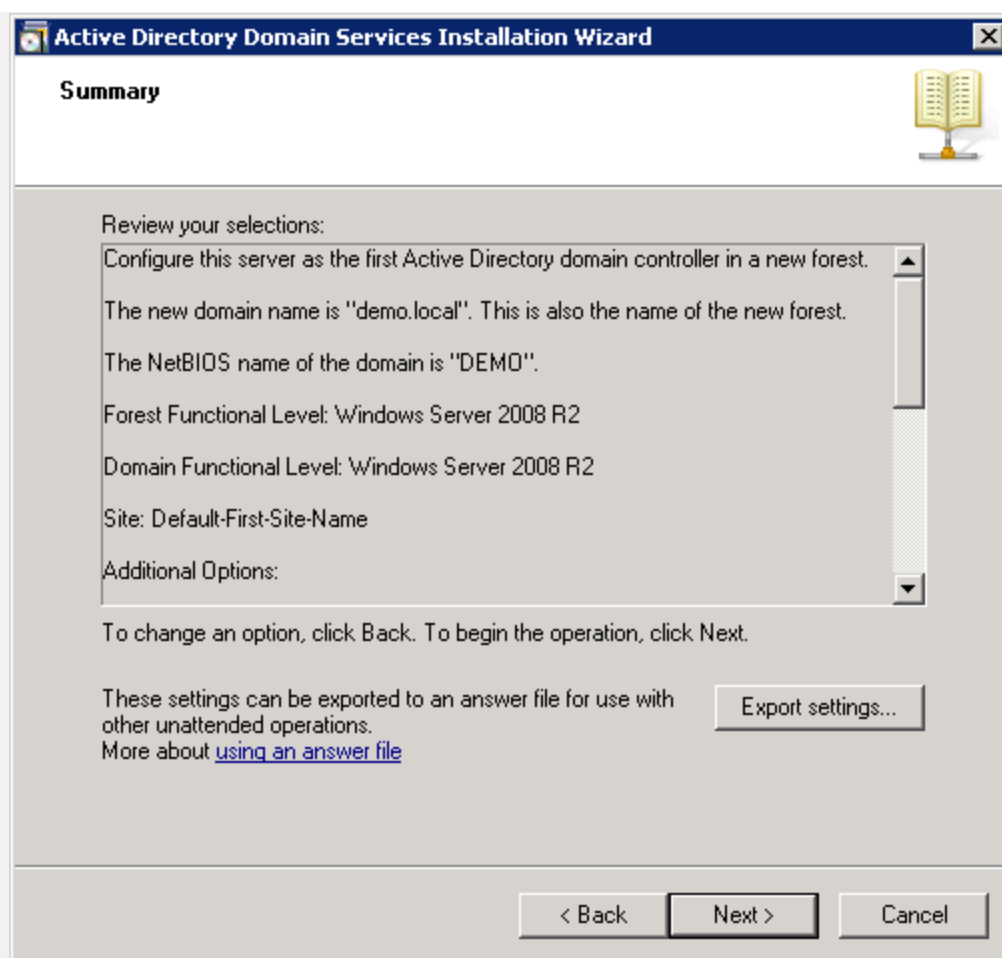 Active Directory Domain Services Installation Wizard
Summary
Review your selections:
Configure this server as the first Active Directory domain controller in a new forest.
The new domain name is "demo.local". This is also the name of the new forest.
The NetBIOS name of the domain is "DEMO".
Forest Functional Level: Windows Server 2008 R2
Domain Functional Level: Windows Server 2008 R2
Site: Default-First-Site-Name
Additional Options:
To change an option, click Back. To begin the operation, click Next.
These settings can be exported to an answer file for use with
other unattended operations.
More about using an answer file
Export settings...
< Back
Next >
Cancel